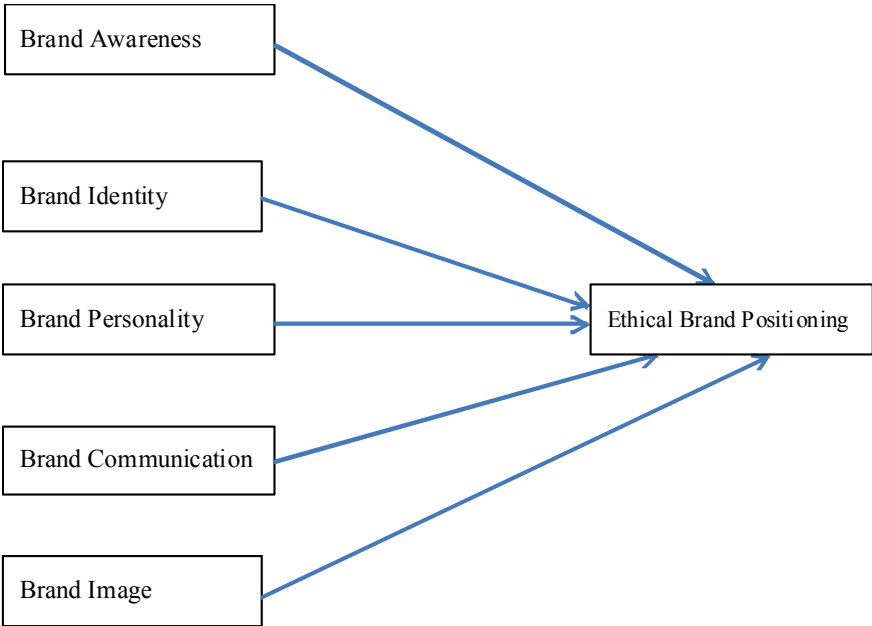 Brand Awareness
Brand Identity
Brand Personality
Ethical Brand Positioning
Brand Communication
Brand Image